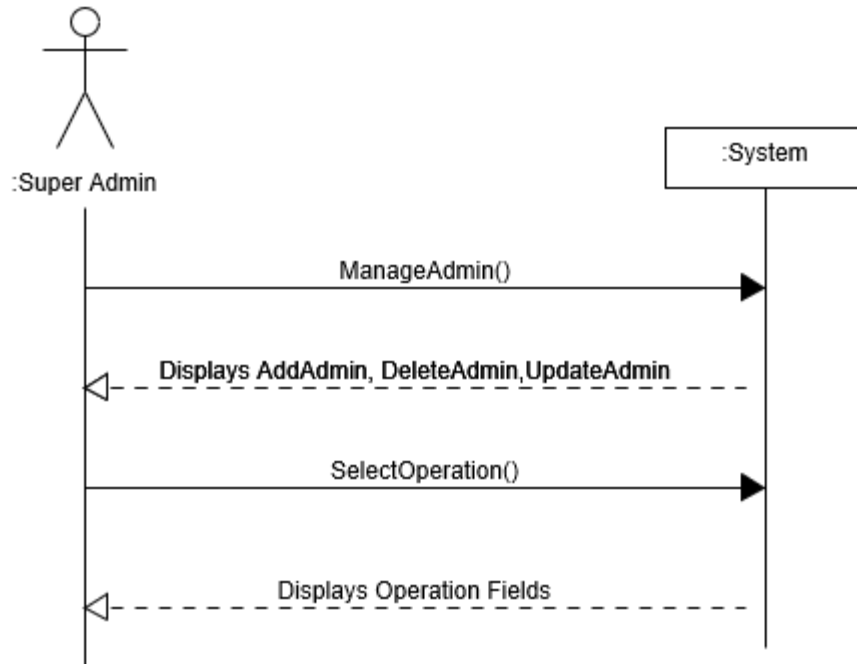 :Super Admin
:System
ManageAdmin()
Displays AddAdmin, DeleteAdmin,UpdateAdmin
SelectOperation()
Displays Operation Fields